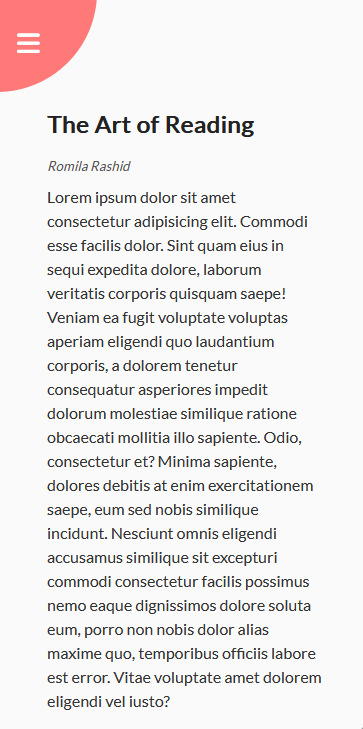 The Art of Reading
Romila Rashid
Lorem ipsum dolor sit amet
consectetur adipisicing elit. Commodi
esse facilis dolor. Sint quam eius in
sequi expedita dolore, laborum
veritatis corporis quisquam saepe!
Veniam ea fugit voluptate voluptas
aperiam eligendi quo laudantium
corporis, a dolorem tenetur
consequatur asperiores impedit
dolorum molestiae similique ratione
obcaecati mollitia illo sapiente. Odio,
consectetur et? Minima sapiente,
dolores debitis at enim exercitationem
saepe, eum sed nobis similique
incidunt. Nesciunt omnis eligendi
accusamus similique sit excepturi
commodi consectetur facilis possimus
nemo eaque dignissimos dolore soluta
eum, porro non nobis dolor alias
maxime quo, temporibus officiis labore
est error. Vitae voluptate amet dolorem
eligendi vel iusto?